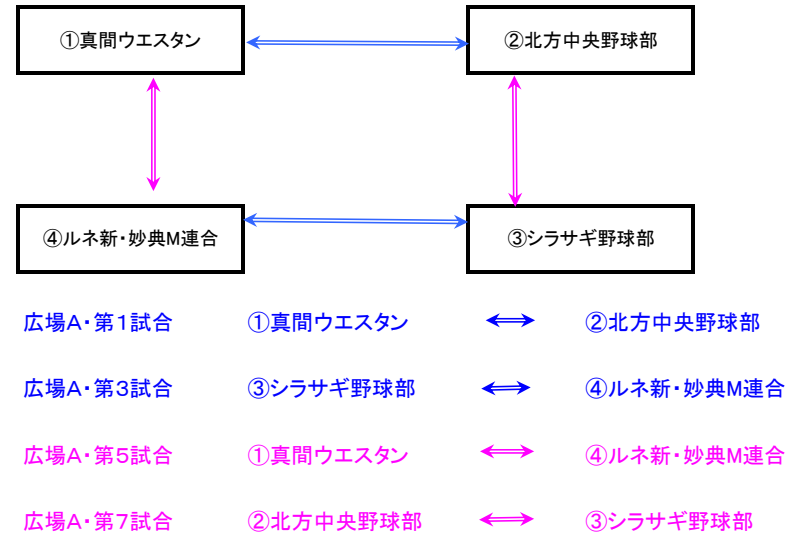 ①真間ウエスタン ②北方中央野球部
④ルネ新・妙典M連合 ③シラサギ野球部
広場A・第1試合 ①真間ウエスタン ②北方中央野球部
広場A・第3試合 ③シラサギ野球部 ④ルネ新・妙典M連合
広場A・第5試合 ①真間ウエスタン ④ルネ新・妙典M連合
広場A・第7試合 ②北方中央野球部 ③シラサギ野球部